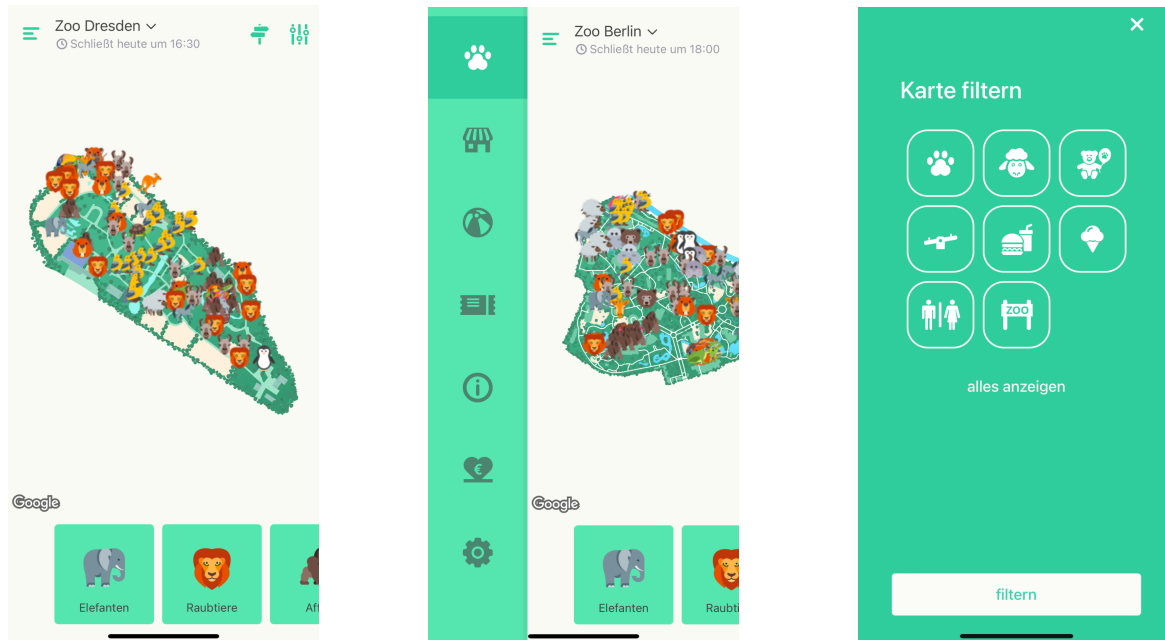 Zoo Dresden
Schließt heute um 16:30
Google
Elefanten
Raubtiere
Aff
Zoo Berlin
Schließt heute um 18:00
€
Google
Elefanten
Raubti
Karte filtern
ZOO
alles anzeigen
filtern